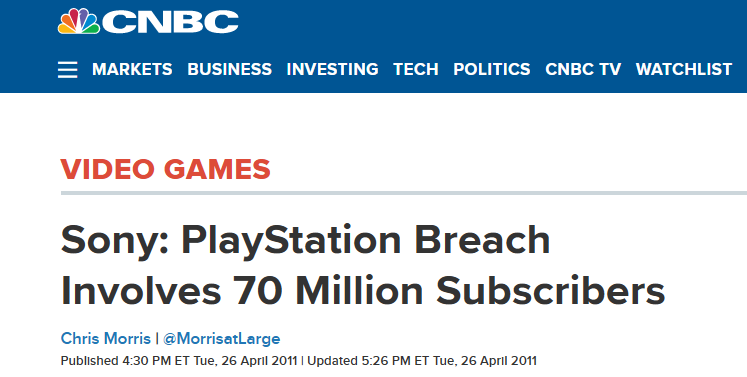 CNBC
MARKETS BUSINESS INVESTING TECH POLITICS CNBC TV WATCHLIST
VIDEO GAMES
Sony: PlayStation Breach
Involves 70 Million Subscribers
Chris Morris | @MorrisatLarge
Published 4:30 PM ET Tue, 26 April 2011 | Updated 5:26 PM ET Tue, 26 April 2011